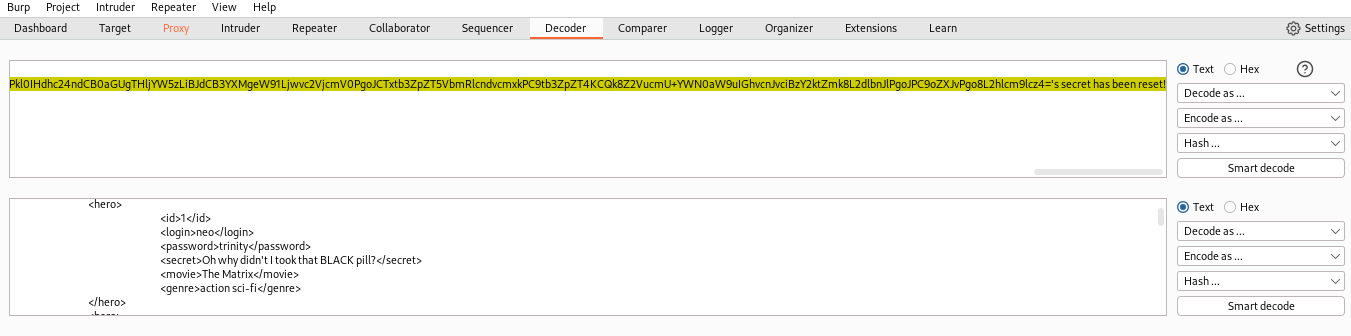 Burp Project Intruder Repeater View Help
Dashboard Target Proxy Intruder Repeater Collaborator Sequencer Decoder Comparer Logger Organizer Extensions Learn Settings
Text Hex ?
Pkl0IHdhc24ndCB0aGUgTHljYW5zLiBJdCB3YXMgeW91Ljwvc2VjcmV0PgoJCTxtb3ZpZT5VbmRlcndvcmxkPC9tb3ZpZT4KCQk8Z2VucmU+YWN0aW9uIGhvcnJvciBzY2ktZmk8L2dlbnJlPgoJPC9oZXJvPgo8L2hlcm9lcz4='s secret has been reset!
Decode as ...
Encode as ...
Hash ...
Smart decode
Text Hex
<hero>
<id>1</id>
<login>neo</login>
Decode as ...
<password>trinity</password>
<secret>Oh why didn't I took that BLACK pill?</secret>
Encode as ...
<movie>The Matrix</movie>
<genre>action sci-fi</genre>
Hash ...
</hero>
Smart decode